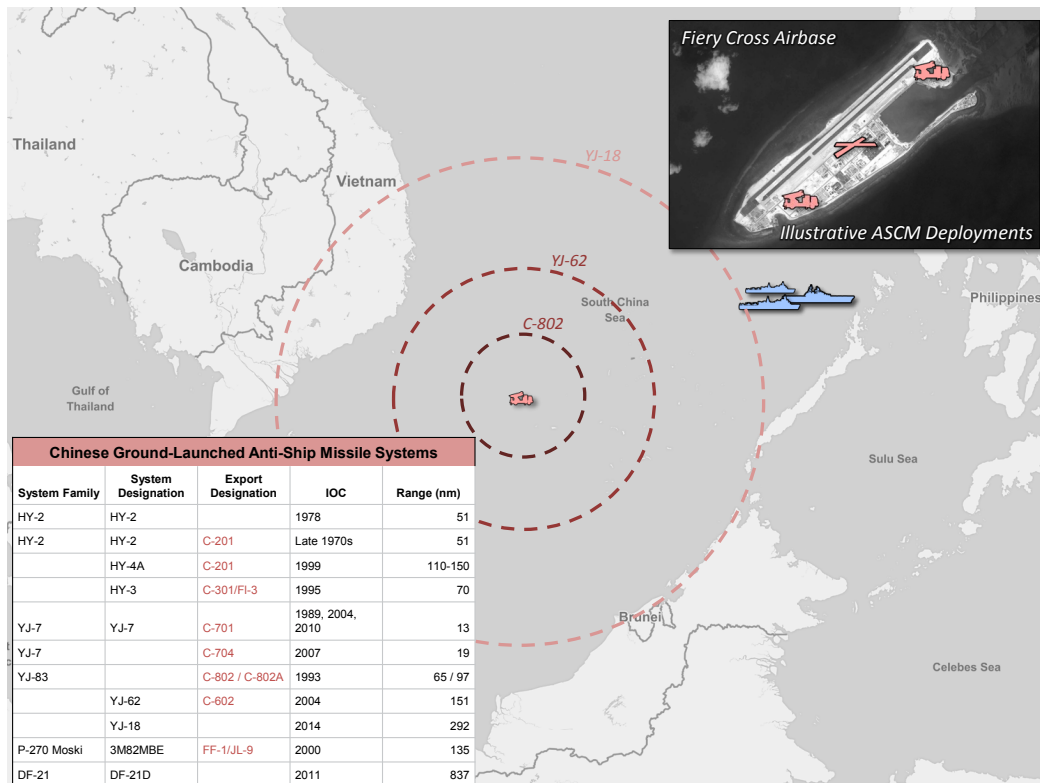 Fiery Cross Airbase
Illustrative ASCM Deployments
Thailand
Vietnam
Cambodia
Gulf of
Thailand
YJ-18
YJ-62
C-802
South China
Sea
Philippines
Sulu Sea
Brunei
Celebes Sea
Chinese Ground-Launched Anti-Ship Missile Systems
System Family System Designation Export Designation IOC Range (nm)
HY-2 HY-2 1978 51
HY-2 HY-2 C-201 Late 1970s 51
HY-4A C-201 1999 110-150
HY-3 C-301/FI-3 1995 70
YJ-7 YJ-7 C-701 1989, 2004, 2010 13
YJ-7 C-704 2007 19
YJ-83 C-802 / C-802A 1993 65 / 97
YJ-62 C-602 2004 151
YJ-18 2014 292
P-270 Moski 3M82MBE FF-1/JL-9 2000 135
DF-21 DF-21D 2011 837